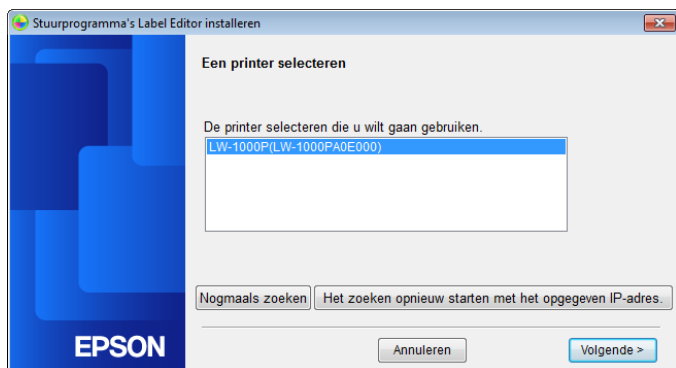 Stuurprogramma's Label Editor installeren
Een printer selecteren
De printer selecteren die u wilt gaan gebruiken.
LW-1000P(LW-1000PA0E000)
Nogmaals zoeken Het zoeken opnieuw starten met het opgegeven IP-adres.
EPSON Annuleren Volgende >